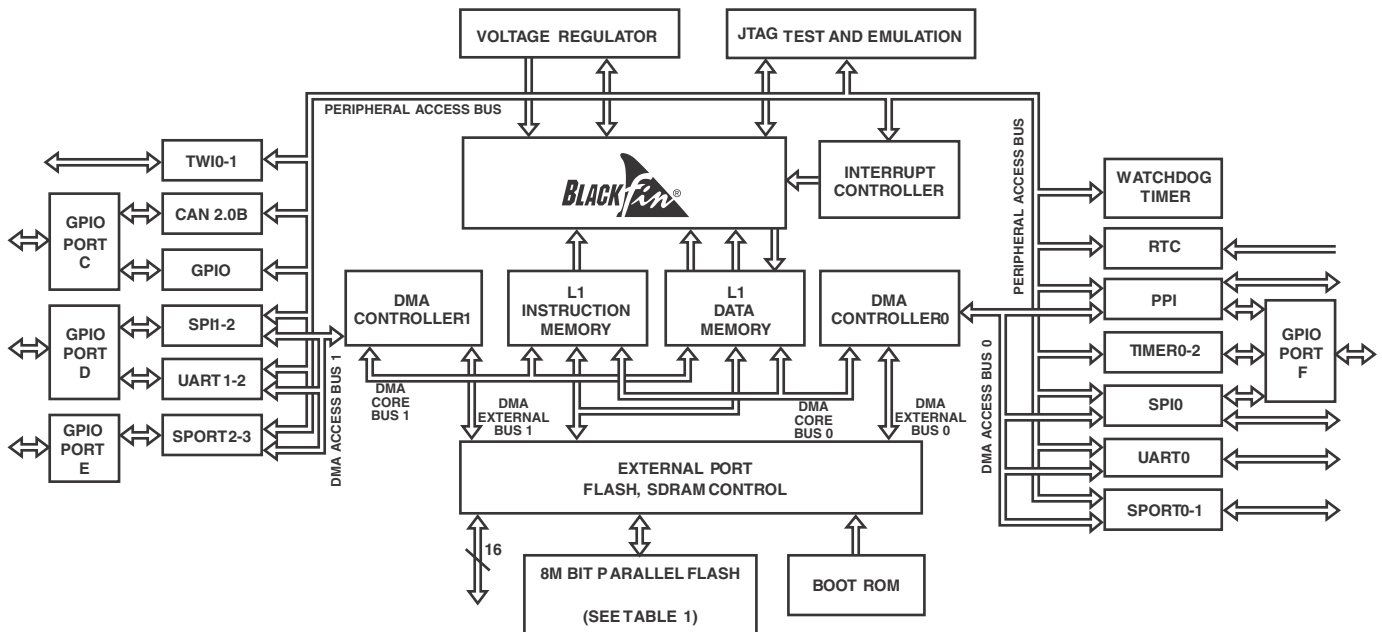 VOLTAGE REGULATOR
JTAG TEST AND EMULATION
PERIPHERAL ACCESS BUS
TWI0-1
CAN 2.0B
GPIO
GPIO
PORT
C
SPI1-2
UART 1-2
GPIO
PORT
D
SPORT2-3
GPIO
PORT
E
DMA ACCESS BUS 1
BLACKfin®
INTERRUPT
CONTROLLER
DMA
CONTROLLER1
L1
INSTRUCTION
MEMORY
L1
DATA
MEMORY
DMA
CONTROLLER0
DMA
CORE
BUS 1
DMA
EXTERNAL
BUS 1
DMA
CORE
BUS 0
DMA
EXTERNAL
BUS 0
EXTERNAL PORT
FLASH, SDRAM CONTROL
16
8M BIT PARALLEL FLASH
(SEE TABLE 1)
BOOT ROM
PERIPHERAL ACCESS BUS
DMA ACCESS BUS 0
WATCHDOG
TIMER
RTC
PPI
TIMER0-2
SPI0
UART0
SPORT0-1
GPIO
PORT
F